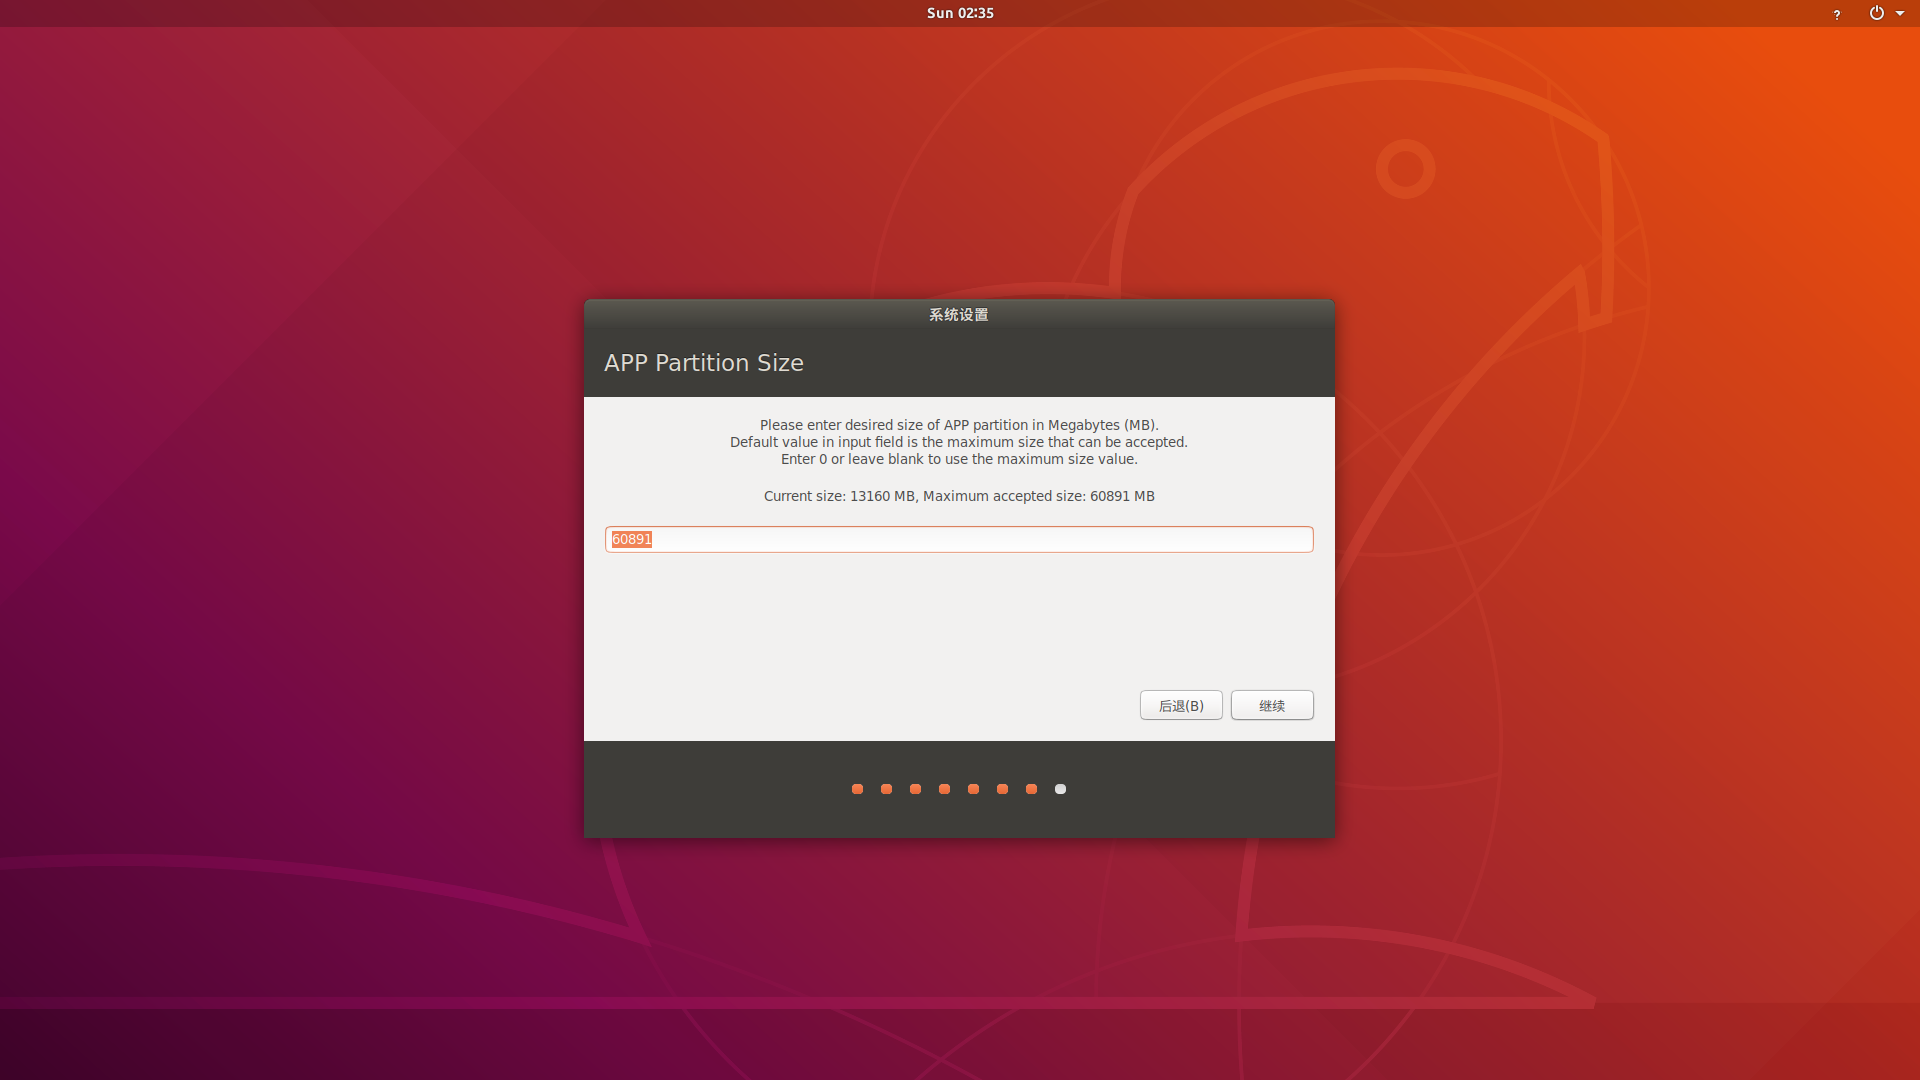 Sun 02:35
?
系统设置
APP Partition Size
Please enter desired size of APP partition in Megabytes (MB).
Default value in input field is the maximum size that can be accepted.
Enter 0 or leave blank to use the maximum size value.
Current size: 13160 MB, Maximum accepted size: 60891 MB
60891
后退(B)
继续